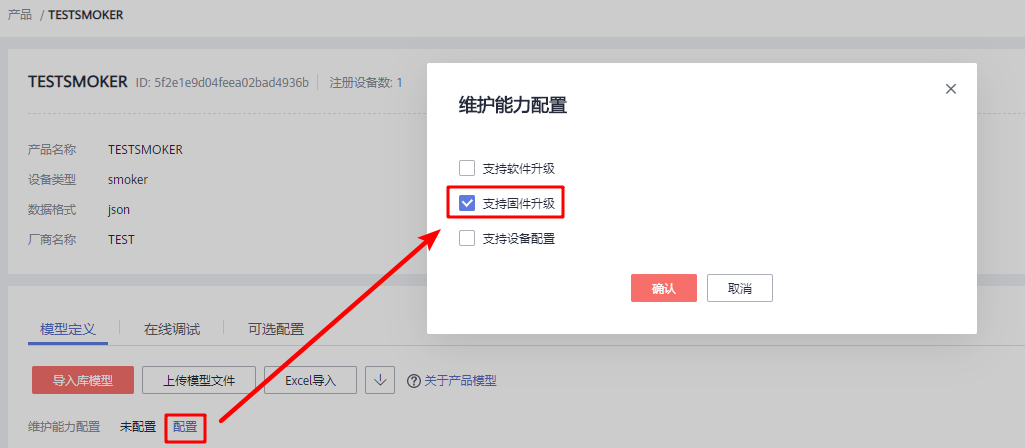 产品 / TESTSMOKER
TESTSMOKER ID: 5f2e1e9d04feea02bad4936b 注册设备数: 1
产品名称 TESTSMOKER
设备类型 smoker
数据格式 json
厂商名称 TEST
维护能力配置
支持软件升级
支持固件升级
支持设备配置
确认 取消
模型定义 在线调试 可选配置
导入库模型 上传模型文件 Excel导入 关于产品模型
维护能力配置 未配置 配置